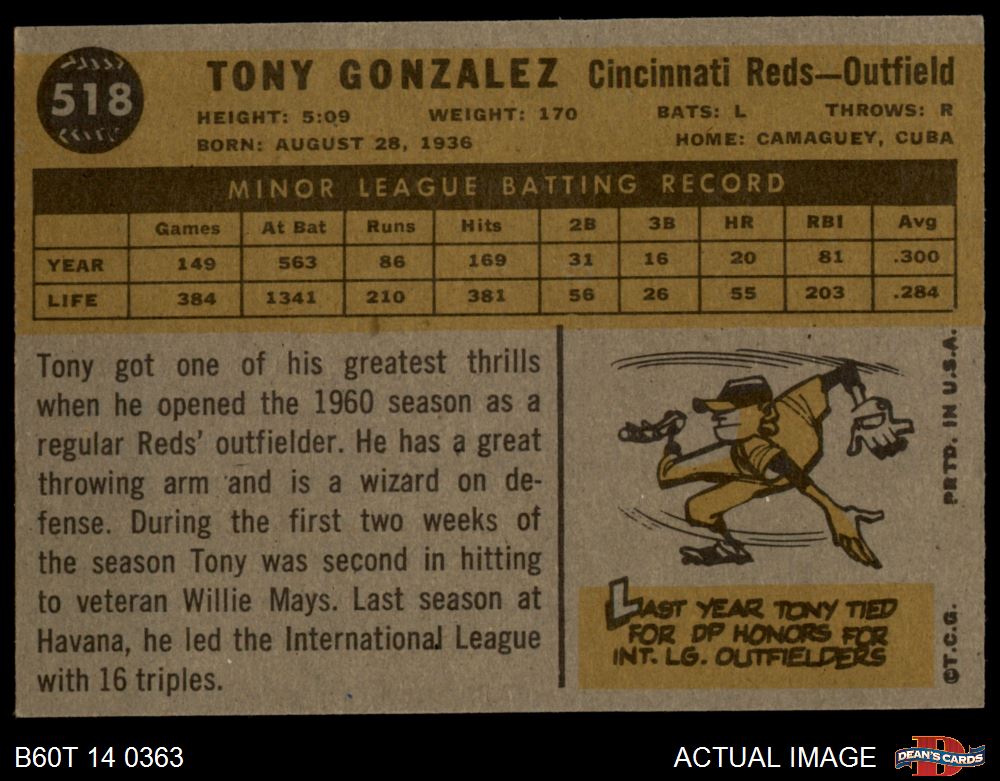 518
TONY GONZALEZ Cincinnati Reds—Outfield
HEIGHT: 5:09 WEIGHT: 170 BATS: L THROWS: R
BORN: AUGUST 28, 1936 HOME: CAMAGUEY, CUBA
MINOR LEAGUE BATTING RECORD
Games At Bat Runs Hits 2B 3B HR RBI Avg
YEAR 149 563 86 169 31 16 20 81 .300
LIFE 384 1341 210 381 56 26 55 203 .284
Tony got one of his greatest thrills
when he opened the 1960 season as a
regular Reds' outfielder. He has a great
throwing arm and is a wizard on de-
fense. During the first two weeks of
the season Tony was second in hitting
to veteran Willie Mays. Last season at
Havana, he led the International League
with 16 triples.
LAST YEAR TONY TIED
FOR DP HONORS FOR
INT. LG. OUTFIELDERS
©T.C.G. PRTD. IN U.S.A.
B60T 14 0363
ACTUAL IMAGE
D
DEAN'S CARDS